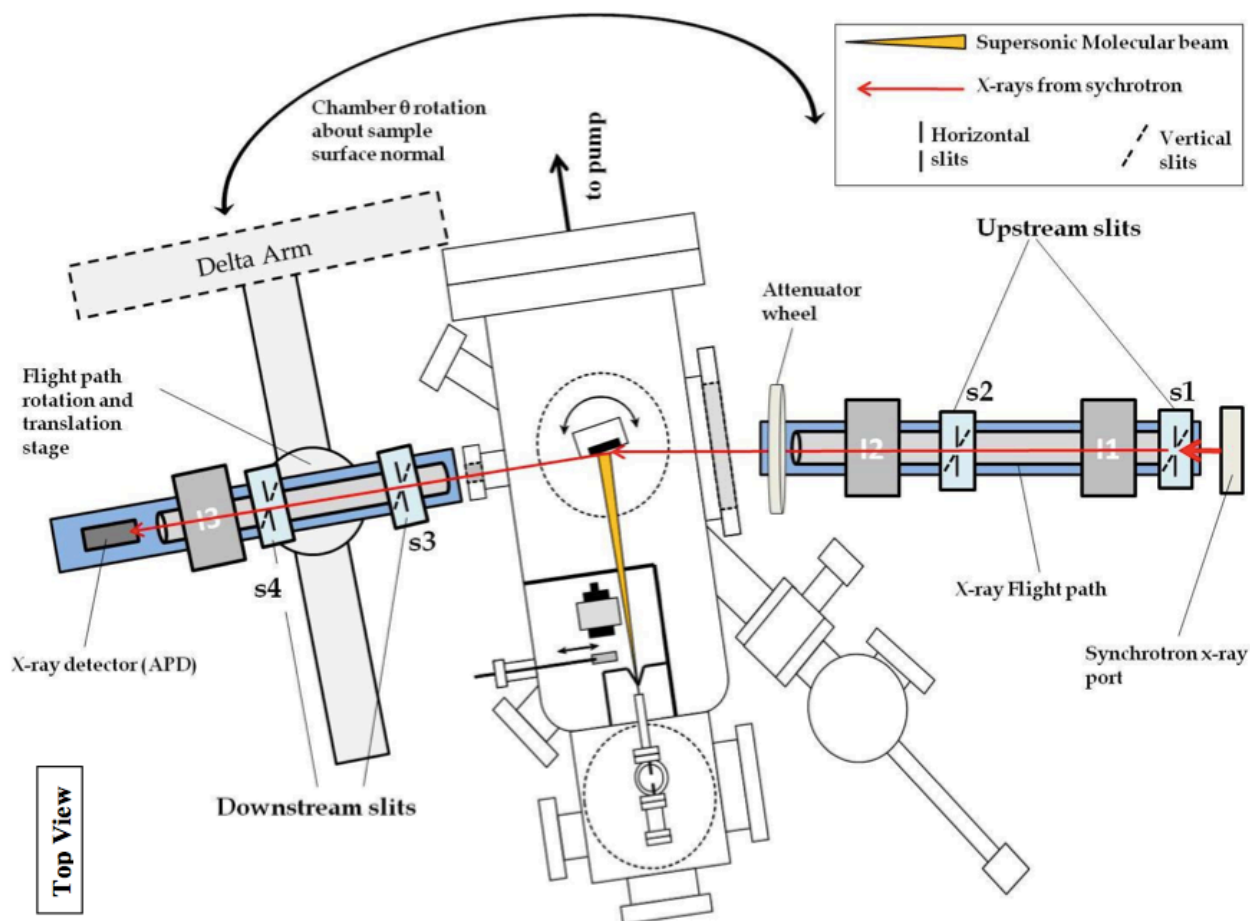 Supersonic Molecular beam
X-rays from sychrotron
Horizontal
slits
Vertical
slits
Chamber θ rotation
about sample
surface normal
to pump
Delta Arm
Upstream slits
Attenuator
wheel
Flight path
rotation and
translation
stage
s2
s1
I2
I1
I3
s3
s4
X-ray Flight path
X-ray detector (APD)
Synchrotron x-ray
port
Downstream slits
Top View